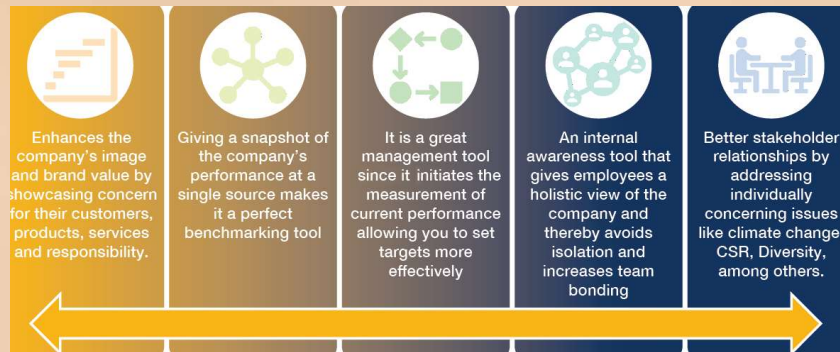 Enhances the
company's image
and brand value by
showcasing concern
for their customers,
products, services
and responsibility.
Giving a snapshot of
the company's
performance at a
single source makes
it a perfect
benchmarking tool
It is a great
management tool
since it initiates the
measurement of
current performance
allowing you to set
targets more
effectively
An internal
awareness tool that
gives employees a
holistic view of the
company and
thereby avoids
isolation and
increases team
bonding
Better stakeholder
relationships by
addressing
individually
concerning issues
like climate change,
CSR, Diversity,
among others.